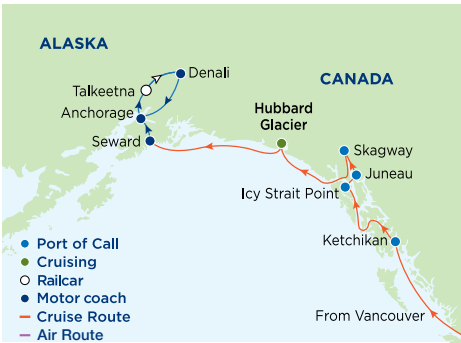 ALASKA
Denali
CANADA
Talkeetna
Hubbard
Glacier
Anchorage
Seward
Skagway
Juneau
Icy Strait Point
Ketchikan
Port of Call
Cruising
Railcar
Motor coach
Cruise Route
Air Route
From Vancouver